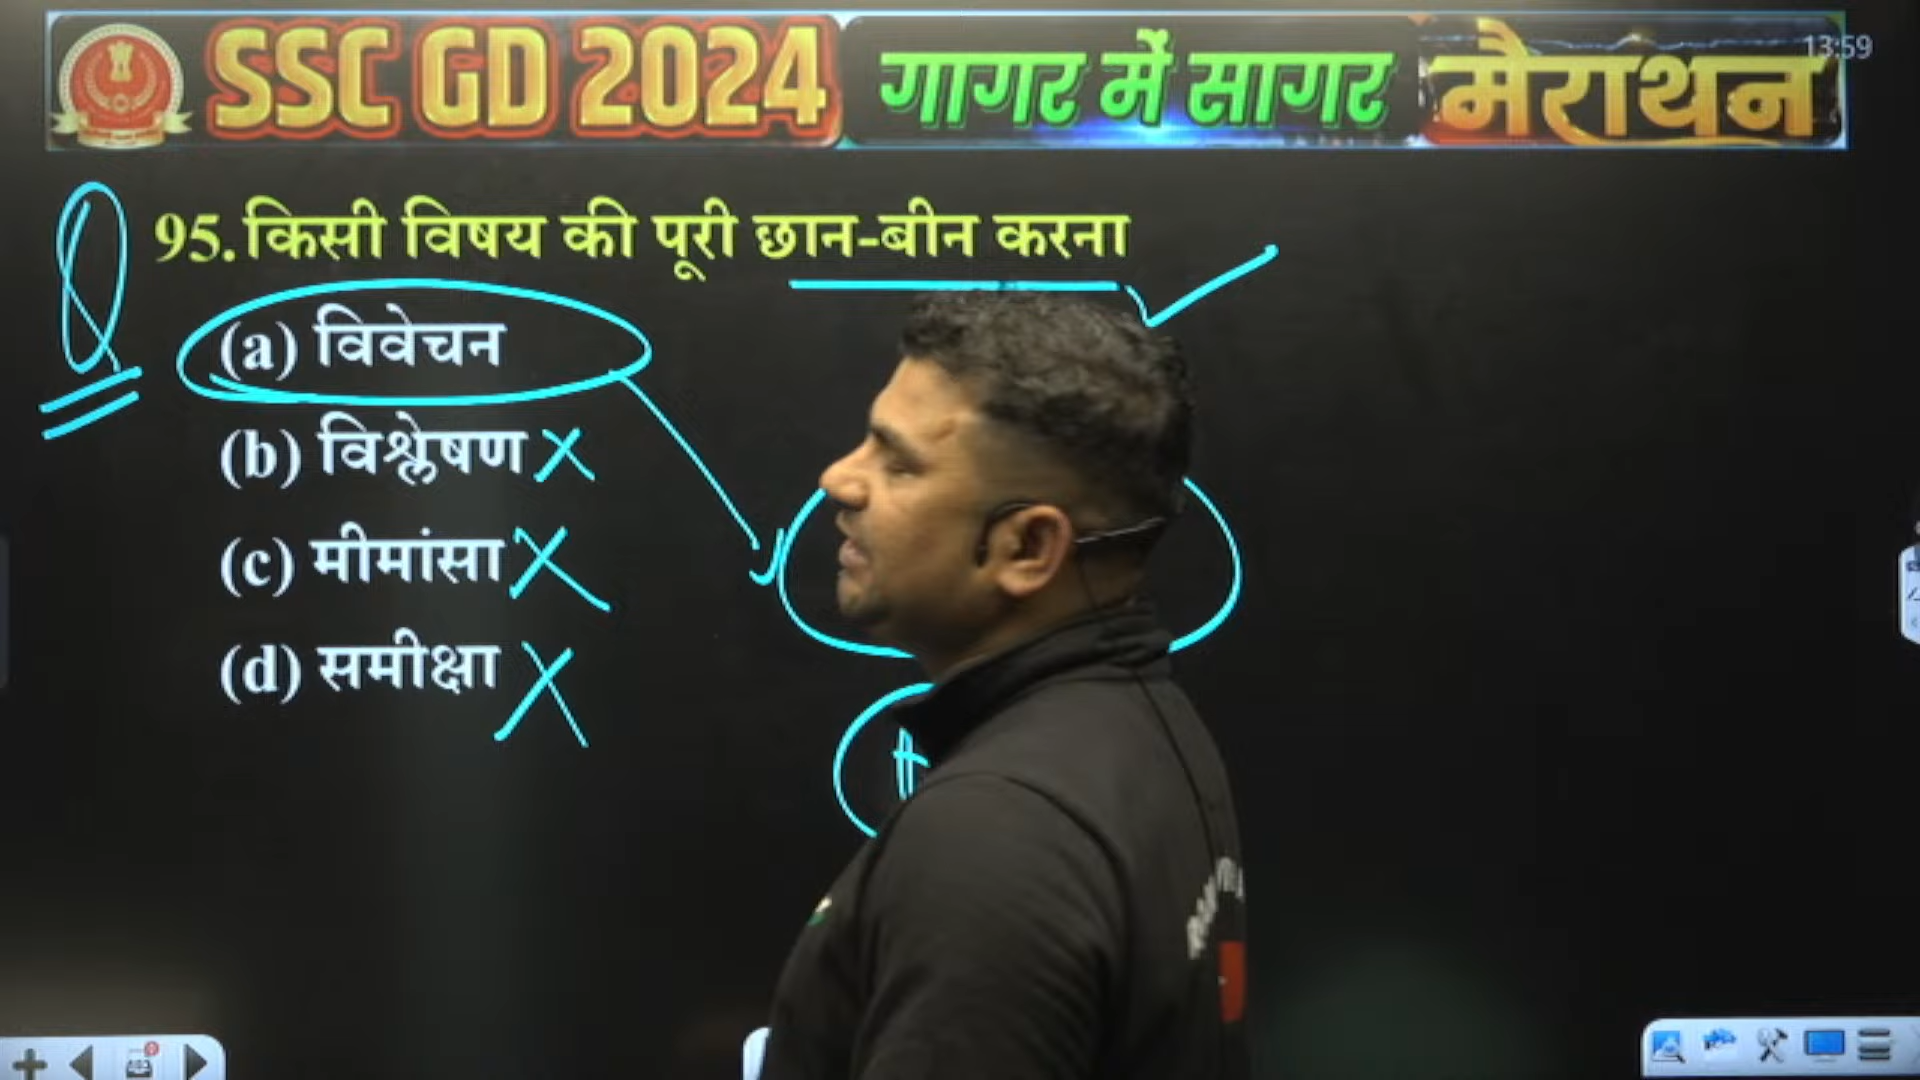 SSC GD 2024 गागर में सागर मैराथन
13:59
95. किसी विषय की पूरी छान-बीन करना
(a) विवेचन
(b) विश्लेषण
(c) मीमांसा
(d) समीक्षा